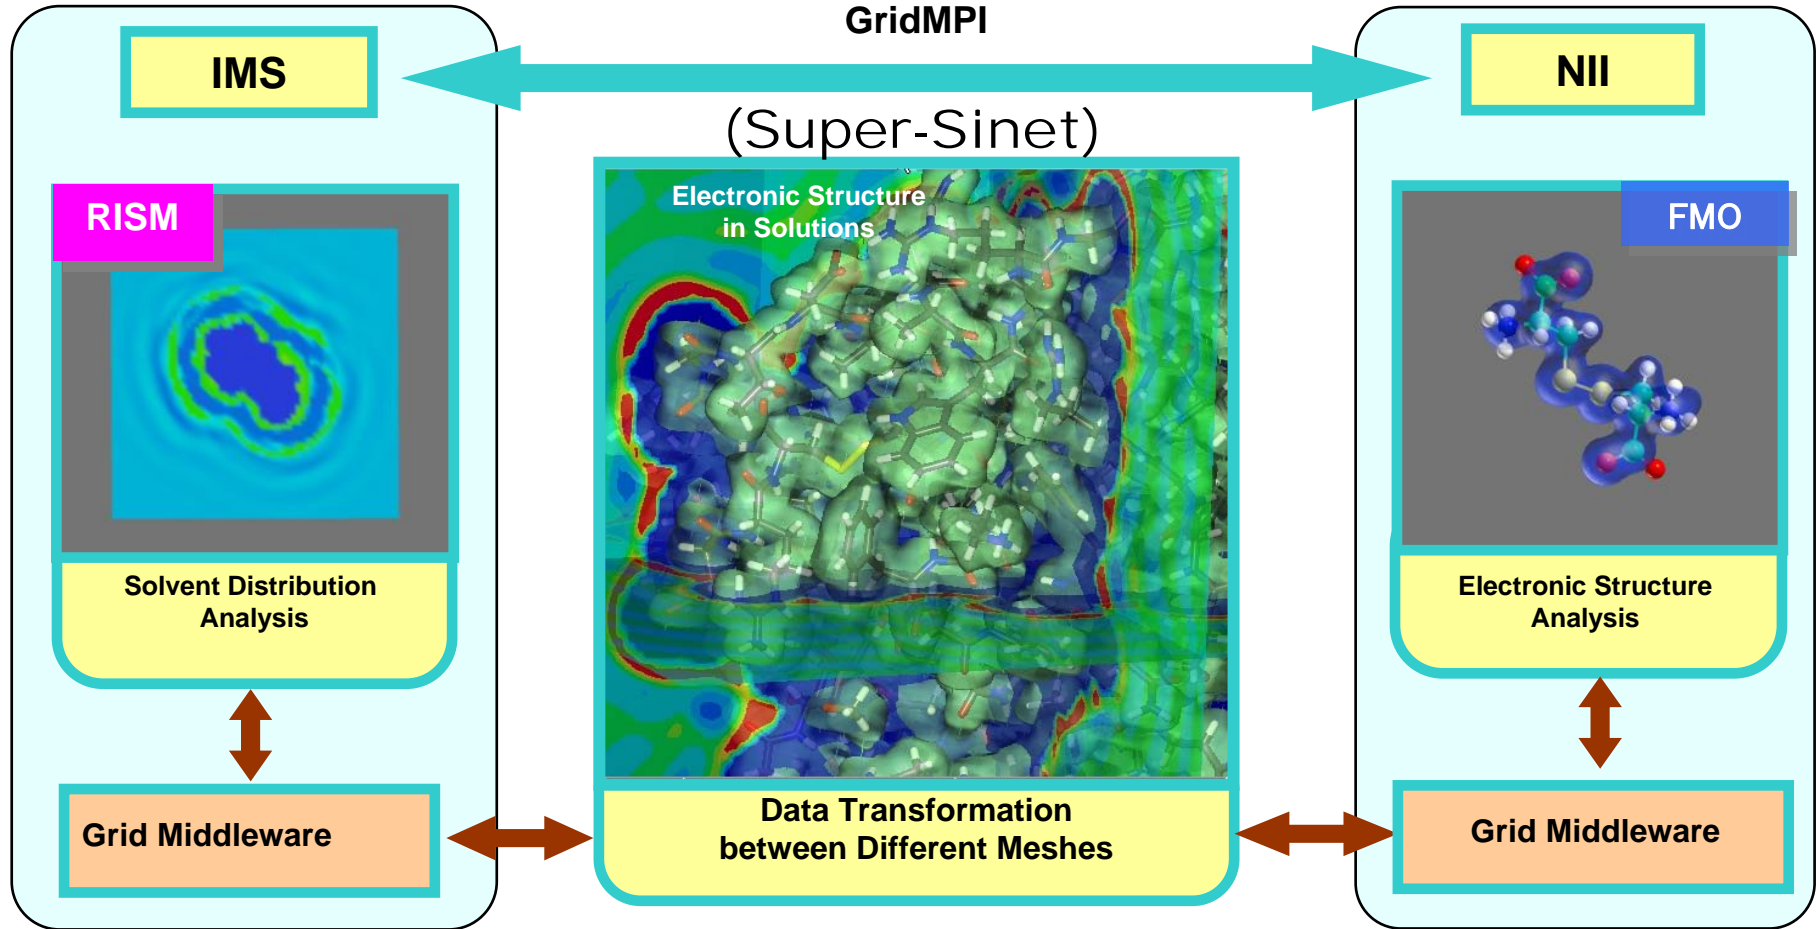 GridMPI
IMS
NII
(Super-Sinet)
RISM
Electronic Structure
in Solutions
FMO
Solvent Distribution
Analysis
Electronic Structure
Analysis
Grid Middleware
Data Transformation
between Different Meshes
Grid Middleware